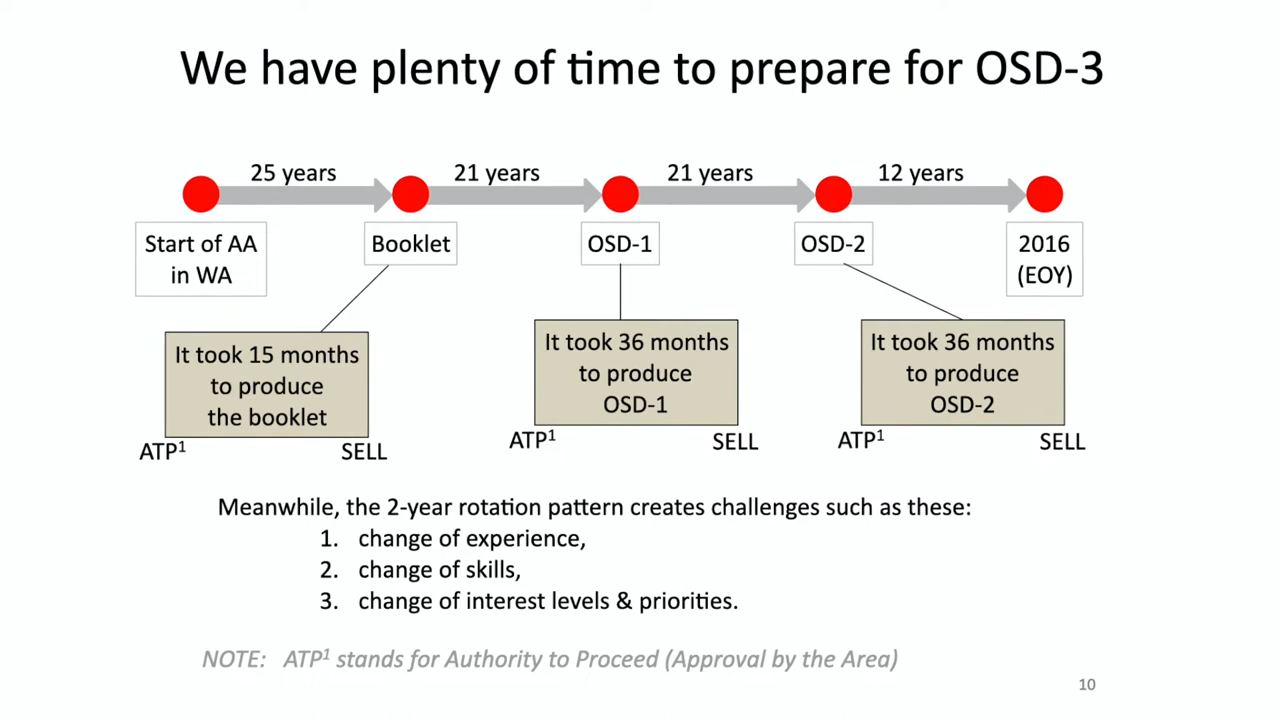 We have plenty of time to prepare for OSD-3
25 years
21 years
21 years
12 years
Start of AA
in WA
Booklet
OSD-1
OSD-2
2016
(EOY)
It took 15 months
to produce
the booklet
ATP¹
SELL
It took 36 months
to produce
OSD-1
ATP¹
SELL
It took 36 months
to produce
OSD-2
ATP¹
SELL
Meanwhile, the 2-year rotation pattern creates challenges such as these:
1. change of experience,
2. change of skills,
3. change of interest levels & priorities.
NOTE: ATP¹ stands for Authority to Proceed (Approval by the Area)
10